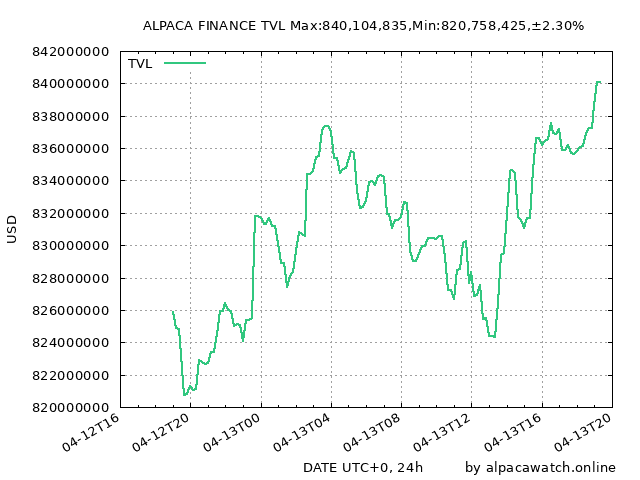 ALPACA FINANCE TVL Max:840,104,835,Min:820,758,425,±2.30%
842000000
840000000
838000000
836000000
834000000
832000000
830000000
828000000
826000000
824000000
822000000
820000000
TVL
USD
04-12T16 04-12T20 04-13T00 04-13T04 04-13T08 04-13T12 04-13T16 04-13T20
DATE UTC+0, 24h by alpacawatch.online